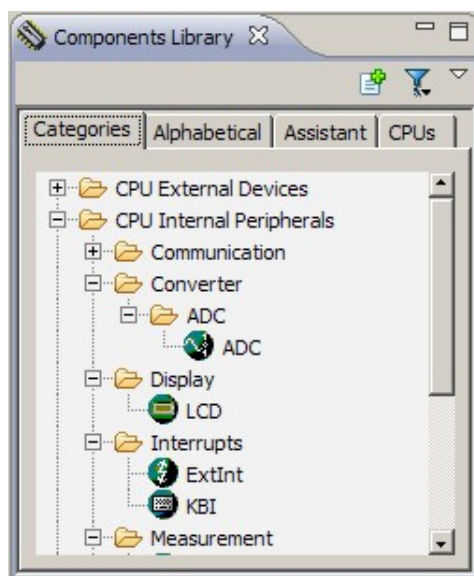 Components Library
Categories Alphabetical Assistant CPUs
CPU External Devices
CPU Internal Peripherals
Communication
Converter
ADC
ADC
Display
LCD
Interrupts
ExtInt
KBI
Measurement